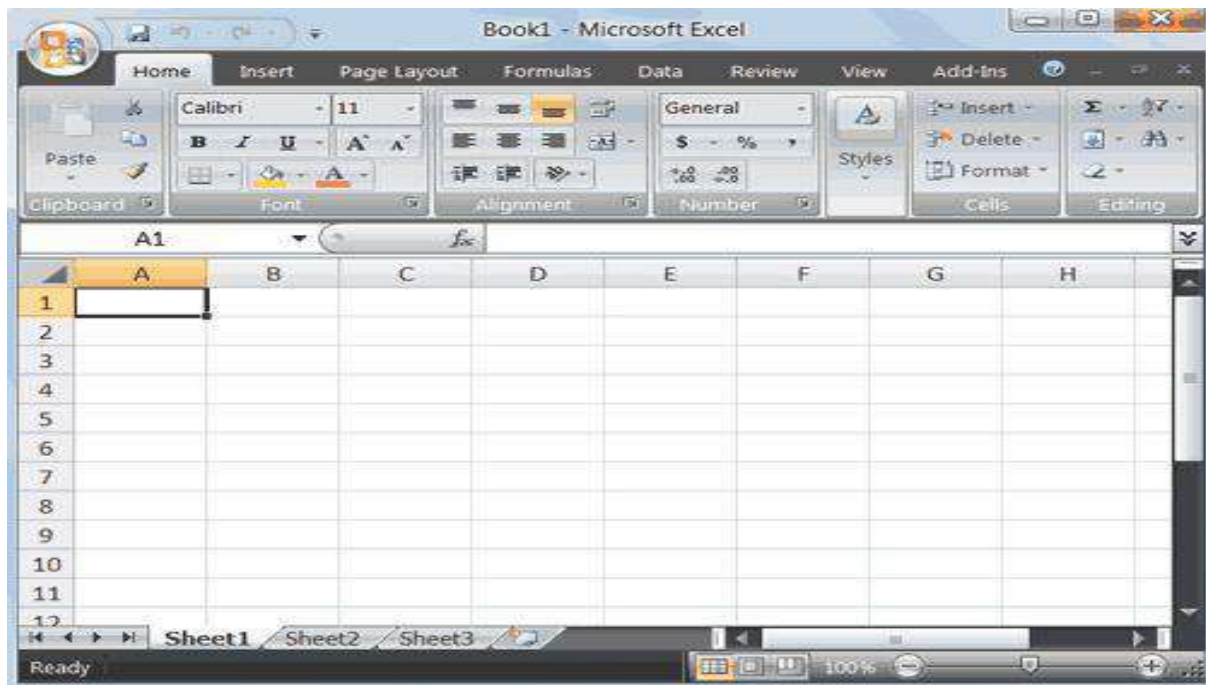 Book1 - Microsoft Excel
Home Insert Page Layout Formulas Data Review View Add-Ins
Calibri 11 General Insert Σ
Paste B I U A A $ % , Styles Delete
A Format
Clipboard Font Alignment Number Cells Editing
A1 fx
A B C D E F G H
1
2
3
4
5
6
7
8
9
10
11
12
Sheet1 Sheet2 Sheet3
Ready 100%